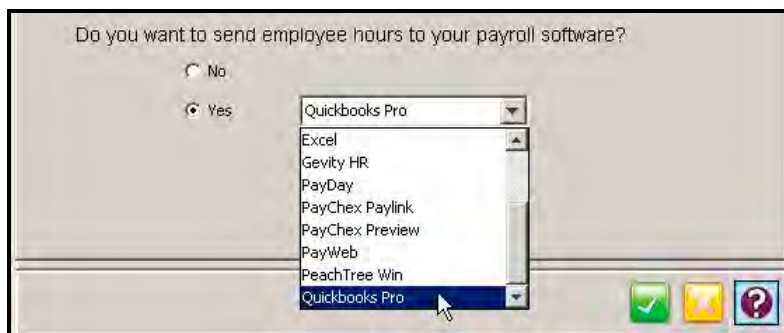 Do you want to send employee hours to your payroll software?
No
Yes
Quickbooks Pro
Excel
Gevity HR
PayDay
PayChex Paylink
PayChex Preview
PayWeb
PeachTree Win
Quickbooks Pro
?